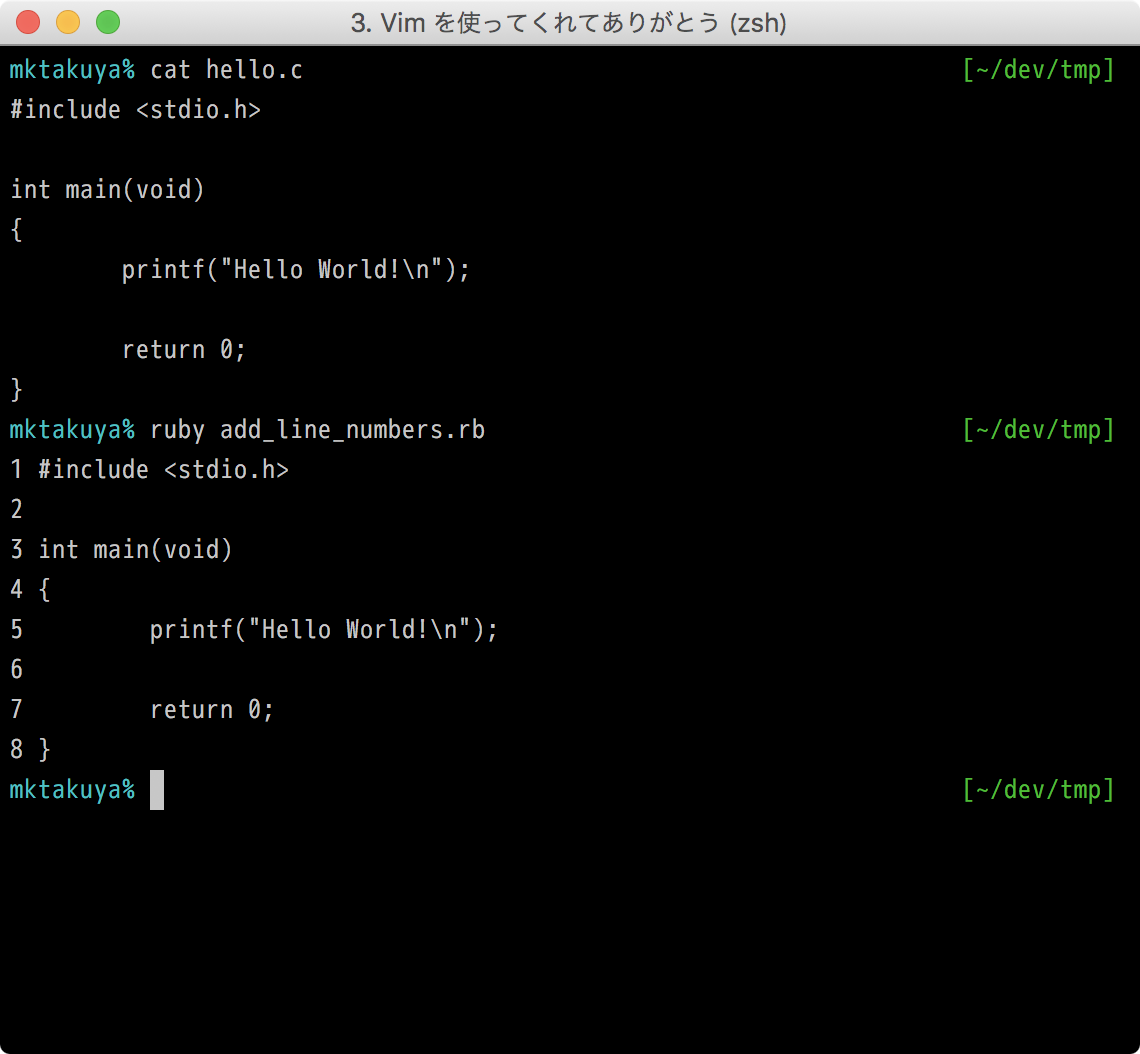 3. Vim を使ってくれてありがとう (zsh)
mktakuya% cat hello.c [~/dev/tmp]
#include <stdio.h>
int main(void)
{
        printf("Hello World!\n");
        return 0;
}
mktakuya% ruby add_line_numbers.rb [~/dev/tmp]
1 #include <stdio.h>
2
3 int main(void)
4 {
5         printf("Hello World!\n");
6
7         return 0;
8 }
mktakuya% [~/dev/tmp]